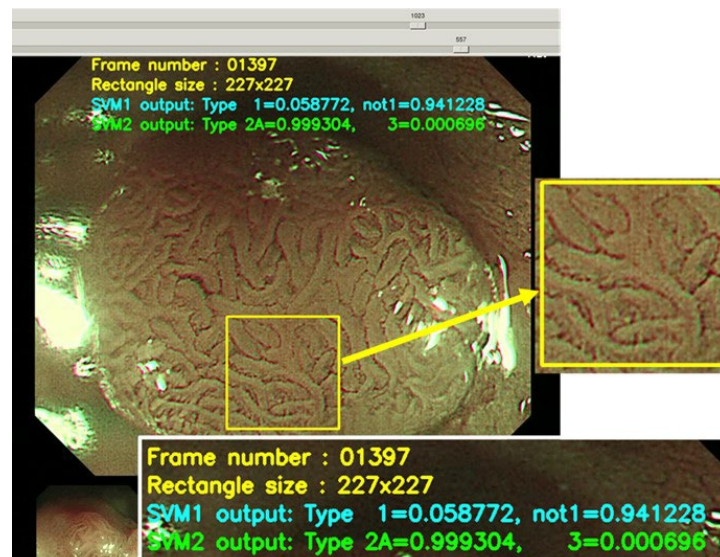 1023
557
Frame number : 01397
Rectangle size : 227x227
SVM1 output: Type 1=0.058772, not1=0.941228
SVM2 output: Type 2A=0.999304, 3=0.000696
Frame number : 01397
Rectangle size : 227x227
SVM1 output: Type 1=0.058772, not1=0.941228
SVM2 output: Type 2A=0.999304, 3=0.000696